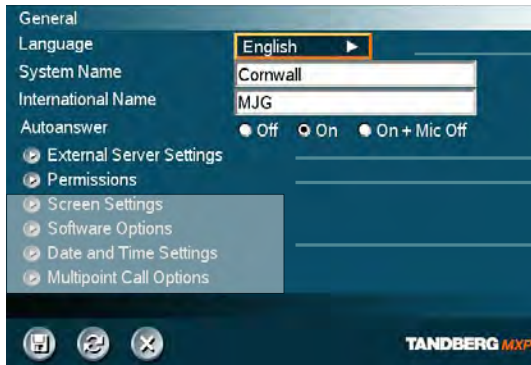 General
Language English
System Name Cornwall
International Name MJG
Autoanswer Off On On + Mic Off
External Server Settings
Permissions
Screen Settings
Software Options
Date and Time Settings
Multipoint Call Options
TANDBERG MXP